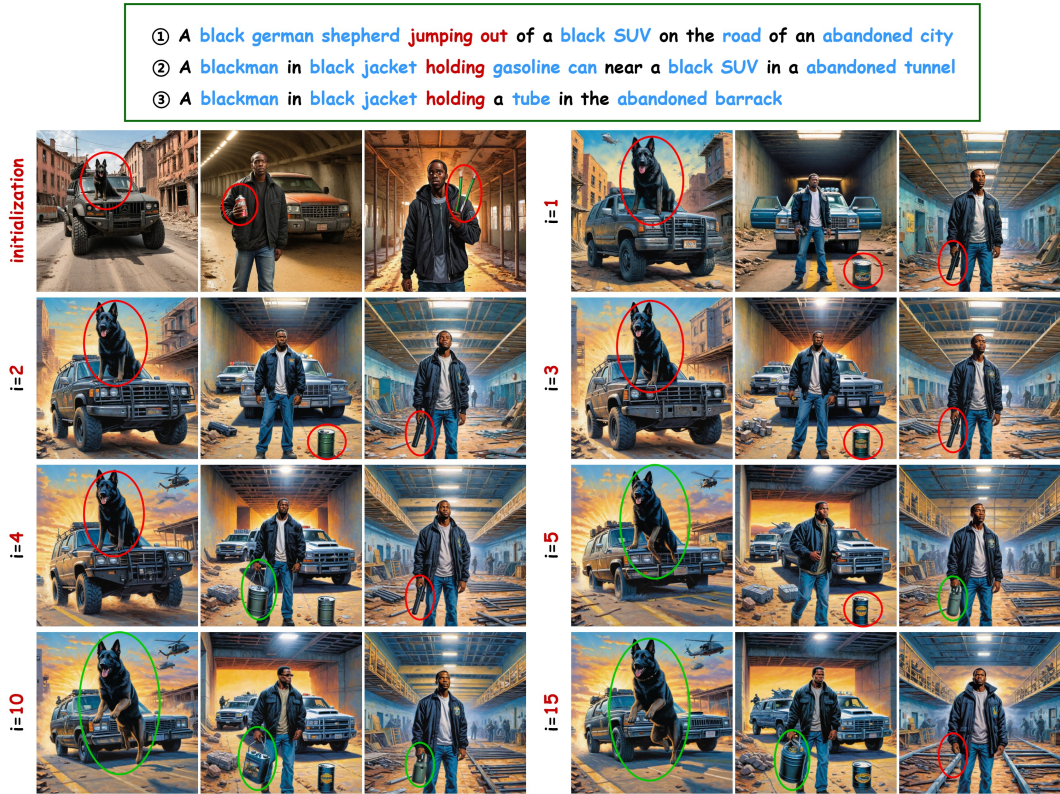 ① A black german shepherd jumping out of a black SUV on the road of an abandoned city
② A blackman in black jacket holding gasoline can near a black SUV in a abandoned tunnel
③ A blackman in black jacket holding a tube in the abandoned barrack
initialization
i=1
i=2
i=3
i=4
i=5
i=10
i=15